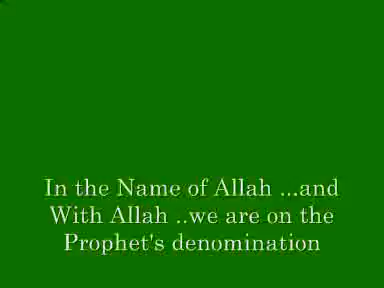 In the Name of Allah ...and
With Allah ..we are on the
Prophet's denomination